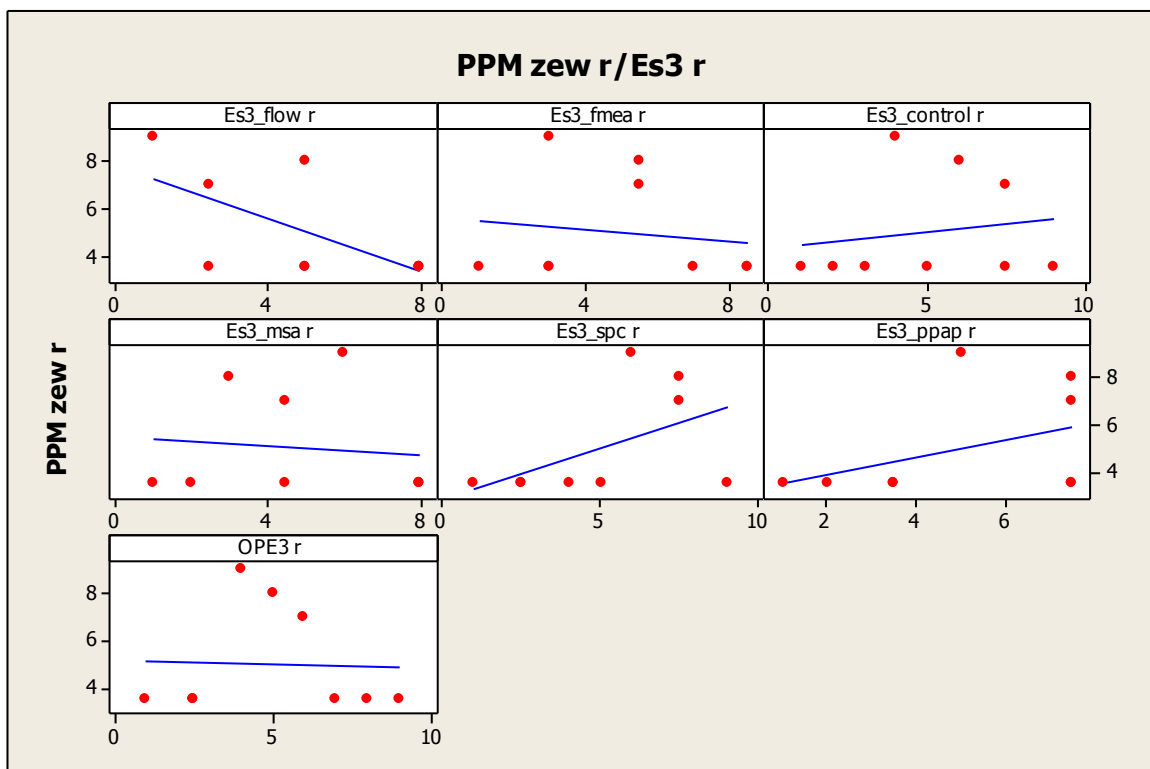 PPM zew r/Es3 r
Es3_flow r Es3_fmea r Es3_control r
8
6
4
0 4 8 0 4 8 0 5 10
Es3_msa r Es3_spc r Es3_ppap r
8
6
4
0 4 8 0 5 10 2 4 6
PPM zew r
OPE3 r
8
6
4
0 5 10